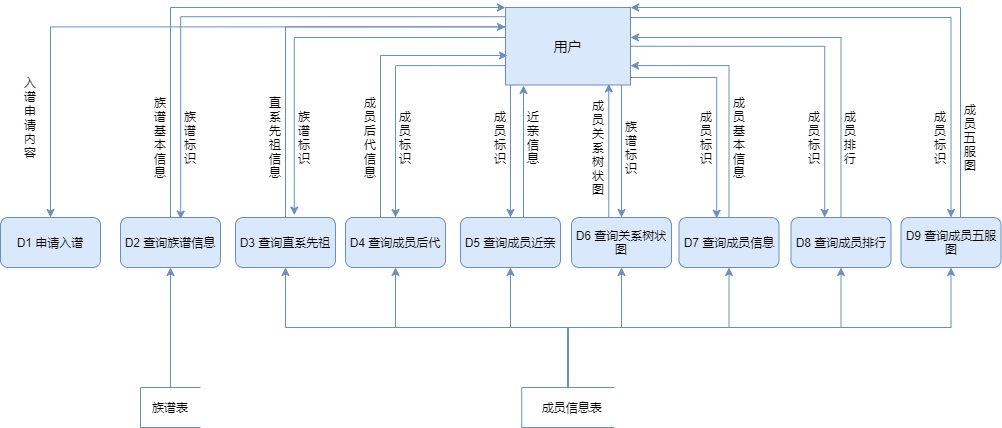 用户
入谱申请内容
族谱基本信息
族谱标识
直系先祖信息
族谱标识
成员后代信息
成员标识
成员标识
近亲信息
成员关系树状图
族谱标识
成员标识
成员基本信息
成员标识
成员排行
成员标识
成员五服图
D1 申请入谱
D2 查询族谱信息
D3 查询直系先祖
D4 查询成员后代
D5 查询成员近亲
D6 查询关系树状
图
D7 查询成员信息
D8 查询成员排行
D9 查询成员五服
图
族谱表
成员信息表